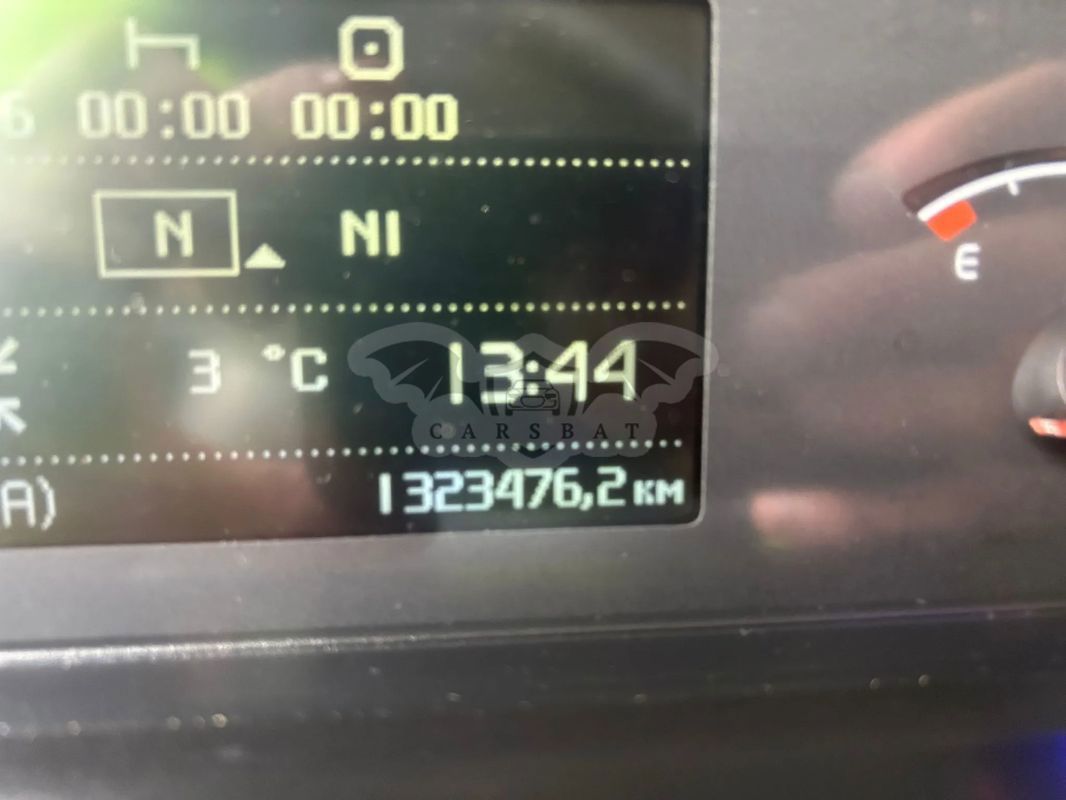 6 00:00 00:00
N NI
E
3 °C 13:44
CARSBAT
A) 1323476,2 км